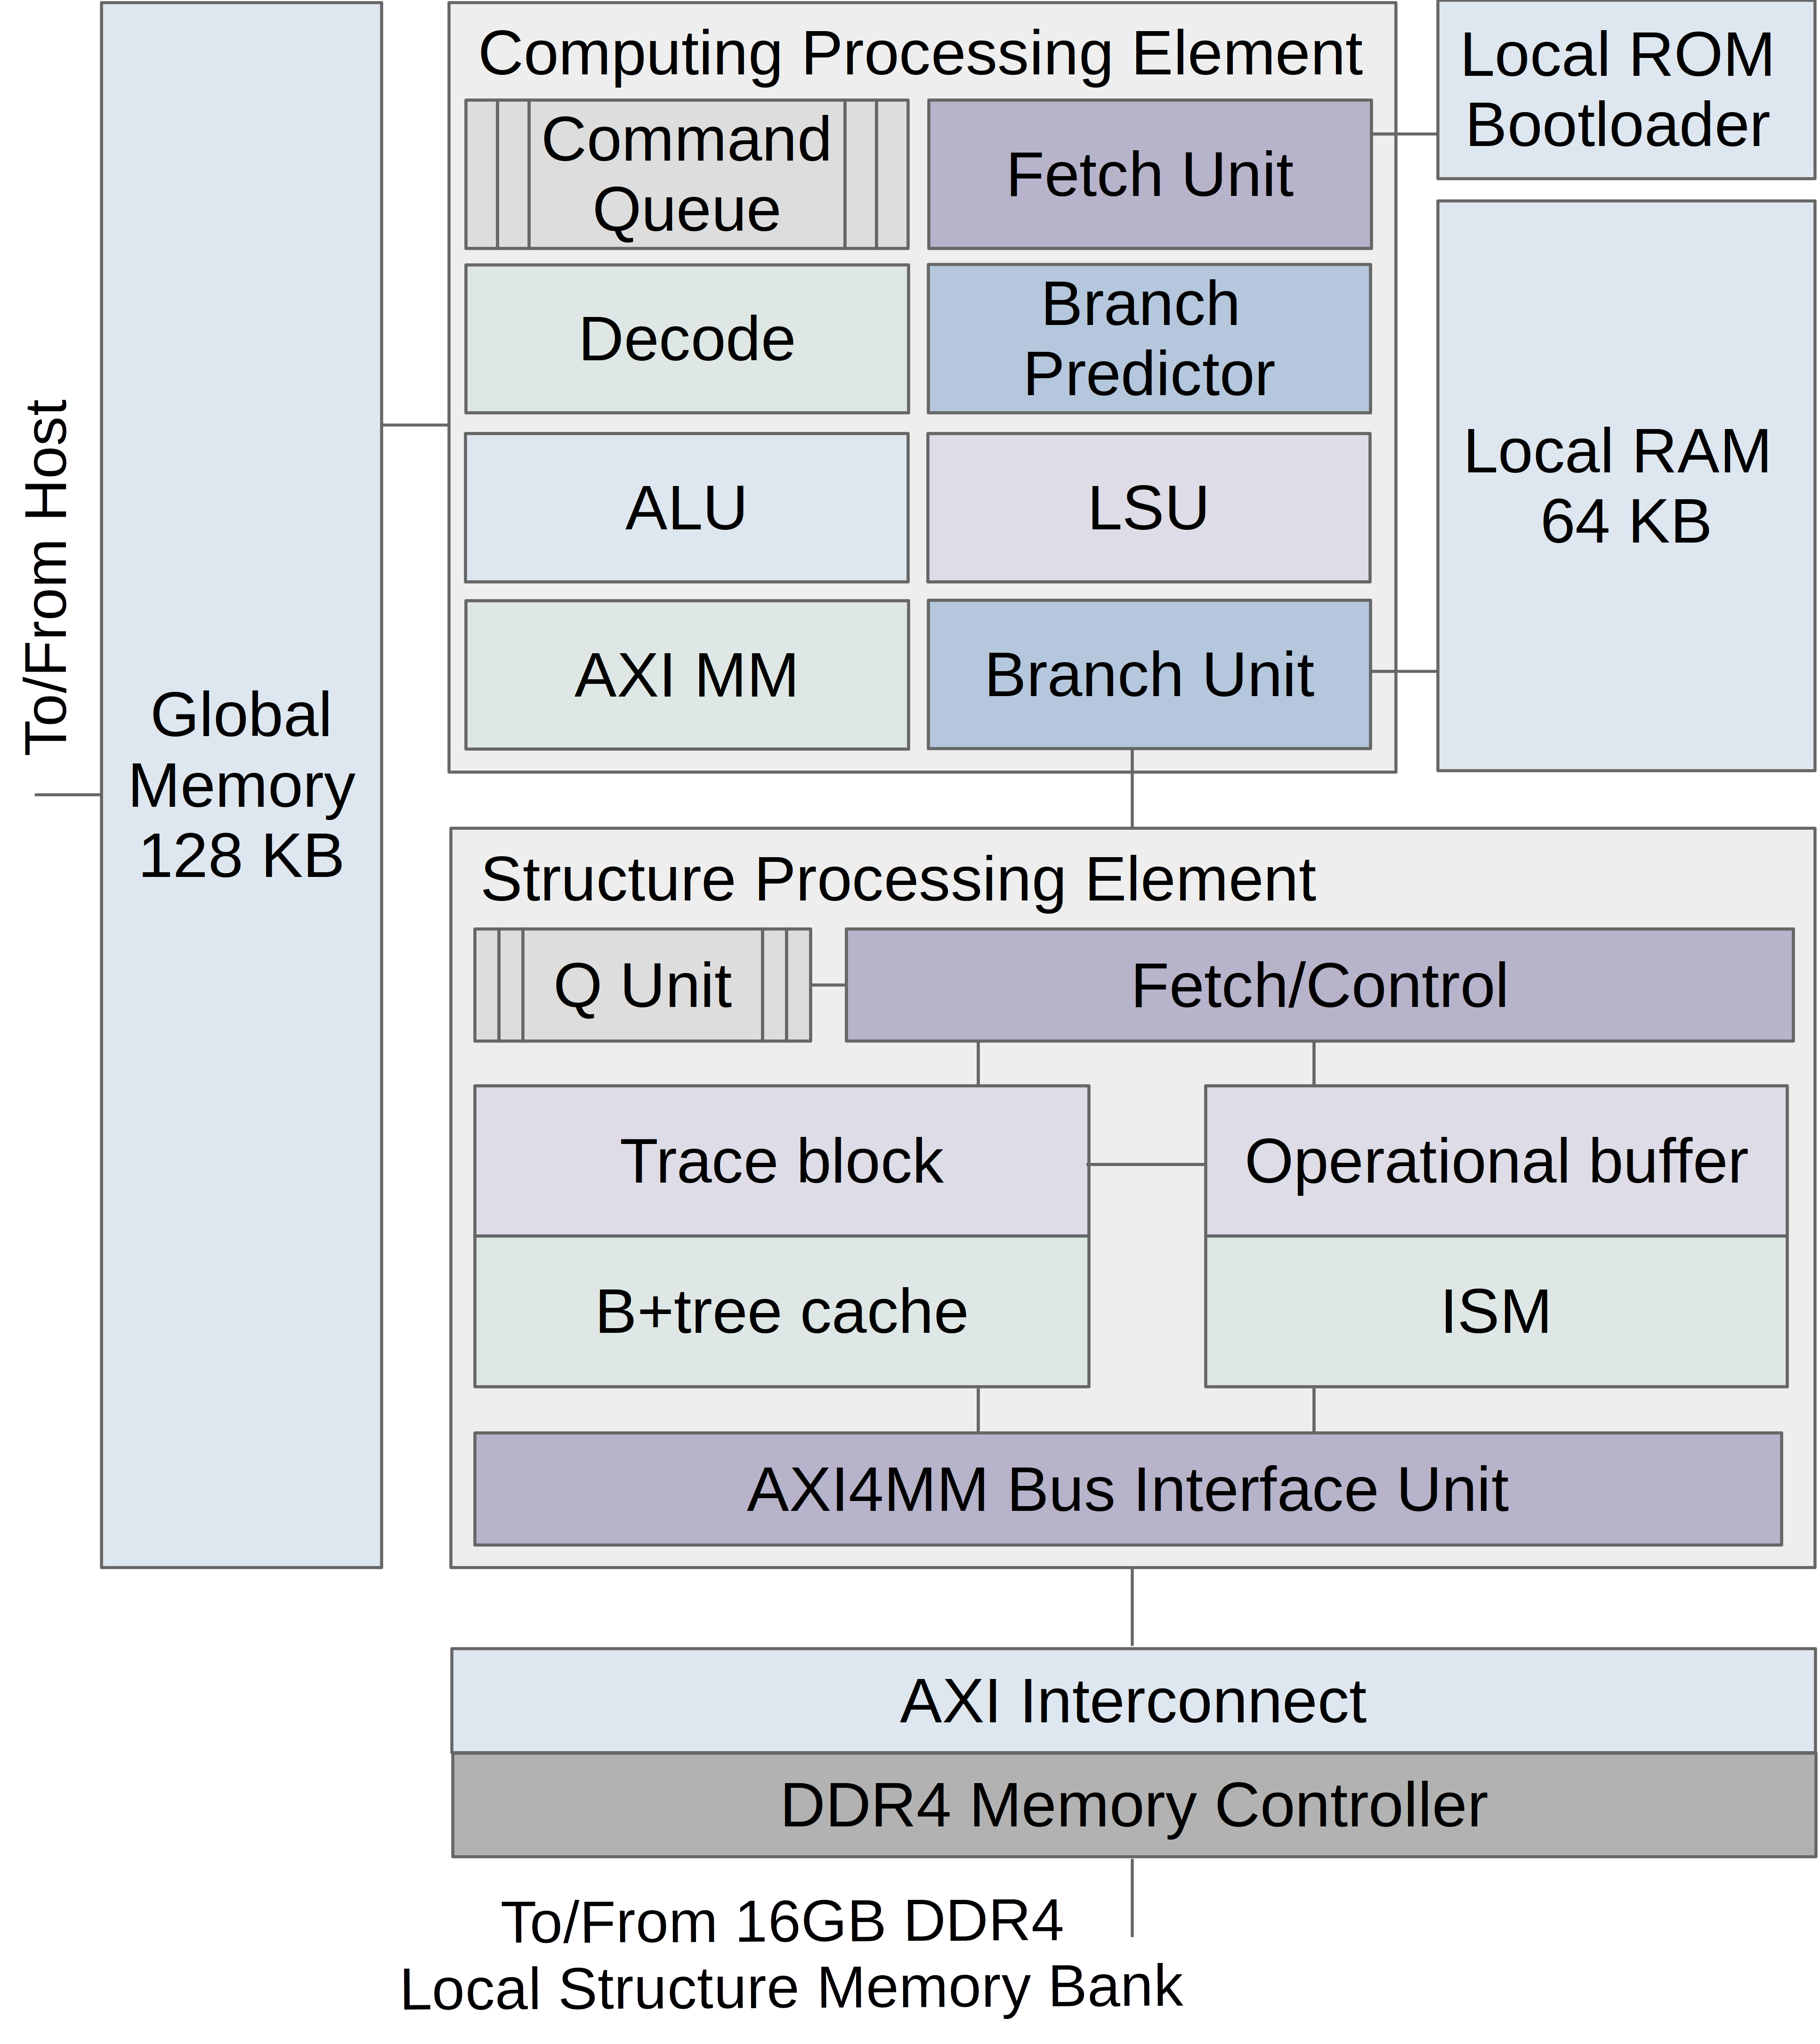 To/From Host
Global
Memory
128 KB
Computing Processing Element
Command
Queue
Fetch Unit
Decode
Branch
Predictor
ALU
LSU
AXI MM
Branch Unit
Local ROM
Bootloader
Local RAM
64 KB
Structure Processing Element
Q Unit
Fetch/Control
Trace block
Operational buffer
B+tree cache
ISM
AXI4MM Bus Interface Unit
AXI Interconnect
DDR4 Memory Controller
To/From 16GB DDR4
Local Structure Memory Bank